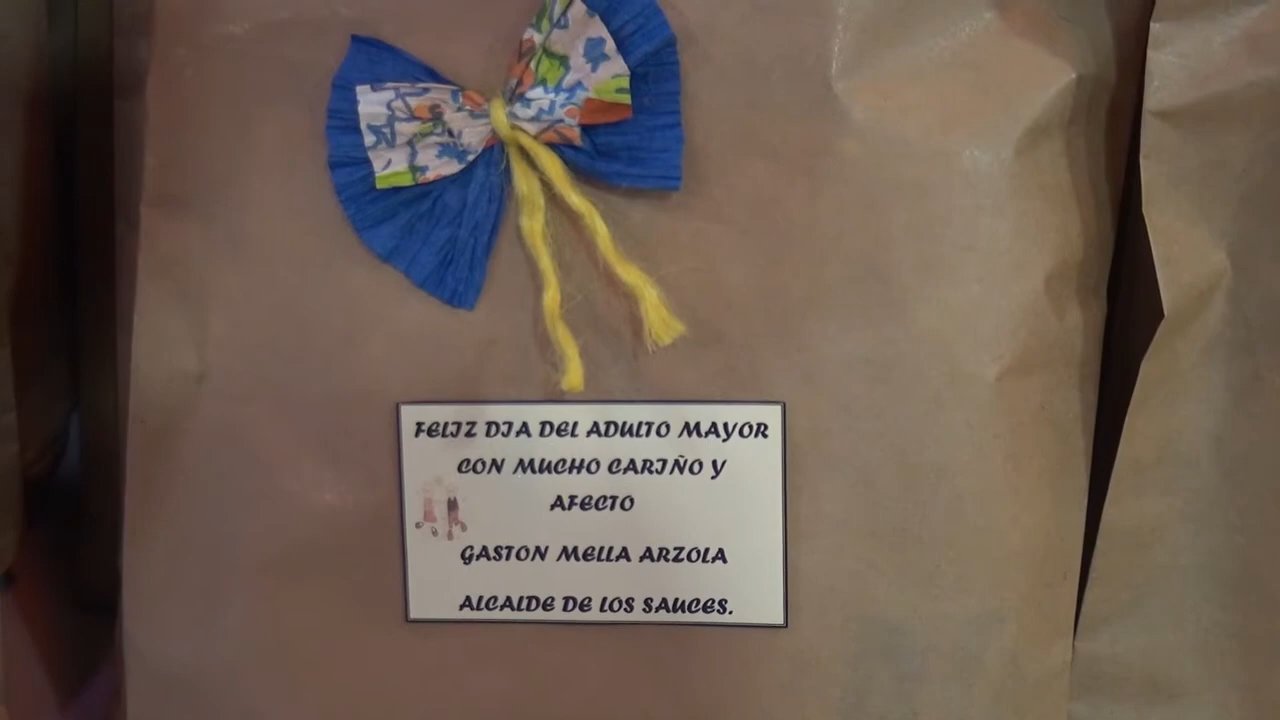 FELIZ DIA DEL ADULTO MAYOR
CON MUCHO CARIÑO Y
AFECTO
GASTON MELLA ARZOLA
ALCALDE DE LOS SAUCES.